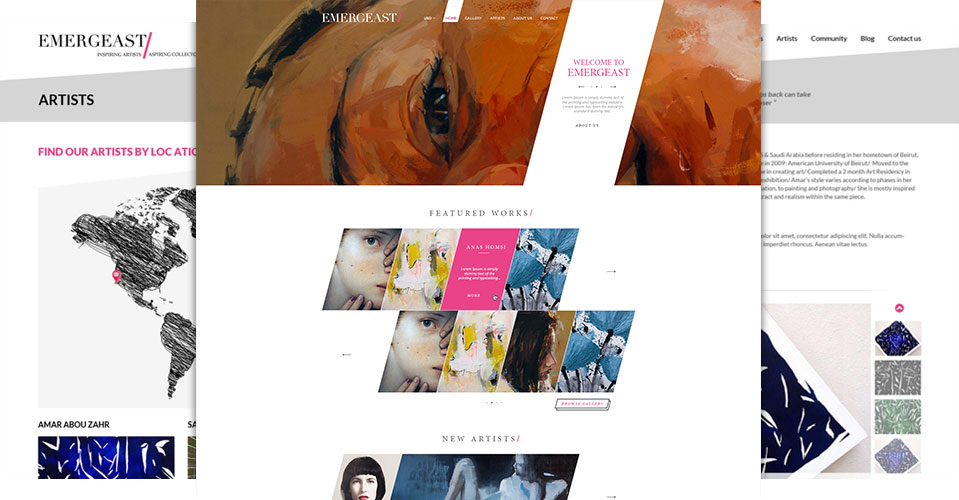 EMERGEAST/
INSPIRING ARTISTS / ASPIRING COLLECTO
ARTISTS
FIND OUR ARTISTS BY LOC ATIO
AMAR ABOU ZAHR
SA
EMERGEAST/
USD HOME GALLERY ARTISTS ABOUT US CONTACT
WELCOME TO
EMERGEAST
Lorem Ipsum is simply dummy text of
the printing and typesetting industry.
Lorem Ipsum has been the industry's
standard dummy text.
ABOUT US
FEATURED WORKS/
ANAS HOMSI
Lorem Ipsum is simply
dummy text of the
printing and typesetting...
MORE
BROWSE GALLERY
NEW ARTISTS/
s Artists Community Blog Contact us
ps back can take
oser "
& Saudi Arabia before residing in her hometown of Beirut,
e in 2009: American University of Beirut/ Moved to the
e in creating art/ Completed a 2 month Art Residency in
exhibition/ Amar's style varies according to phases in her
ation, to painting and photography/ She is mostly inspired
tract and realism within the same piece.
olor sit amet, consectetur adipiscing elit. Nulla accum-
imperdiet rhoncus. Aenean vitae lectus